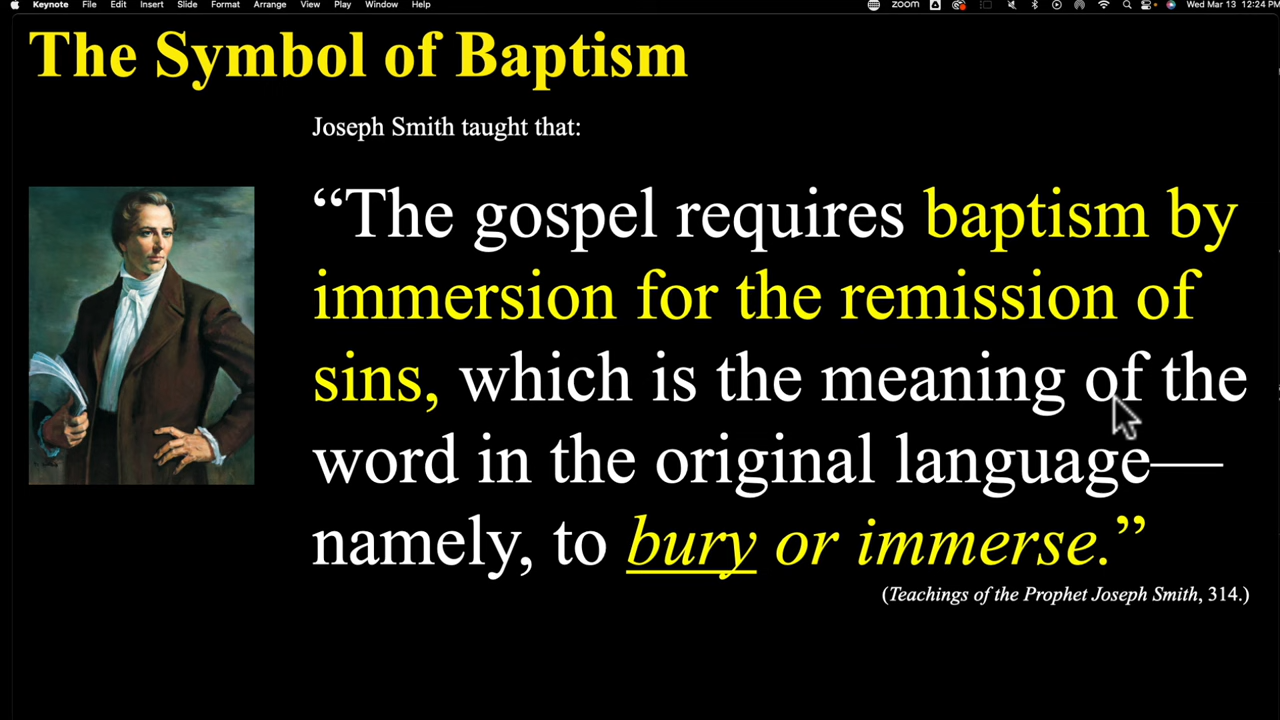 Keynote File Edit Insert Slide Format Arrange View Play Window Help zoom Wed Mar 13 12:24 PM
The Symbol of Baptism
Joseph Smith taught that:
“The gospel requires baptism by
immersion for the remission of
sins, which is the meaning of the
word in the original language—
namely, to bury or immerse.”
(Teachings of the Prophet Joseph Smith, 314.)